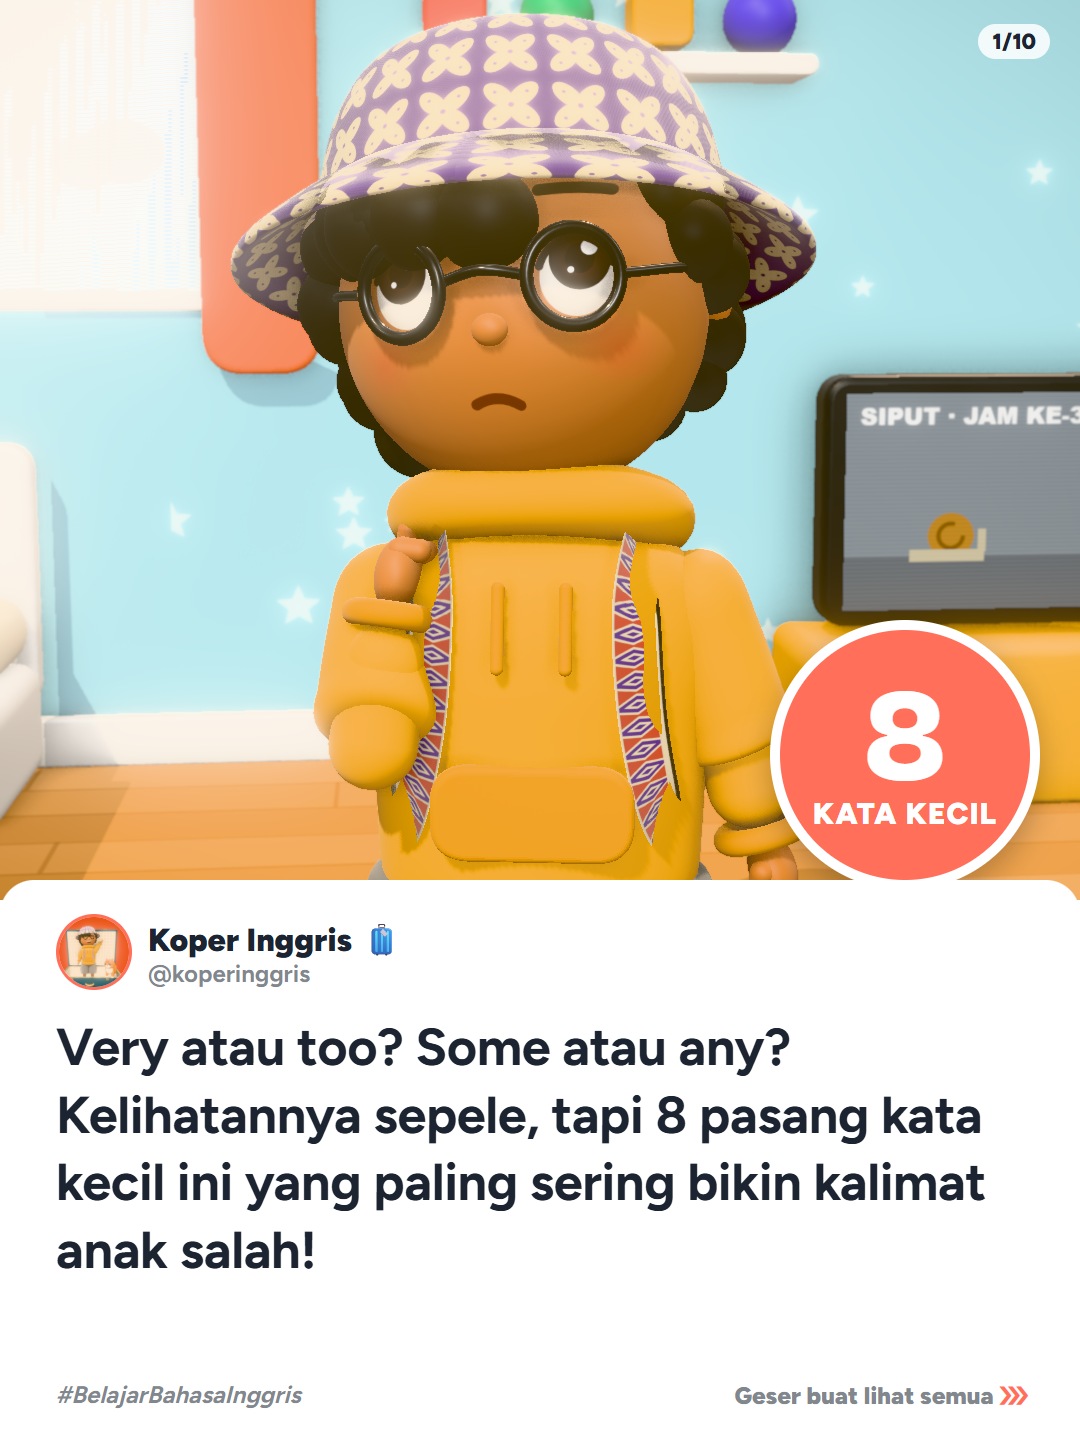 1/10
SIPUT · JAM KE-3
8
KATA KECIL
Koper Inggris
@koperinggris
Very atau too? Some atau any?
Kelihatannya sepele, tapi 8 pasang kata
kecil ini yang paling sering bikin kalimat
anak salah!
#BelajarBahasaInggris
Geser buat lihat semua